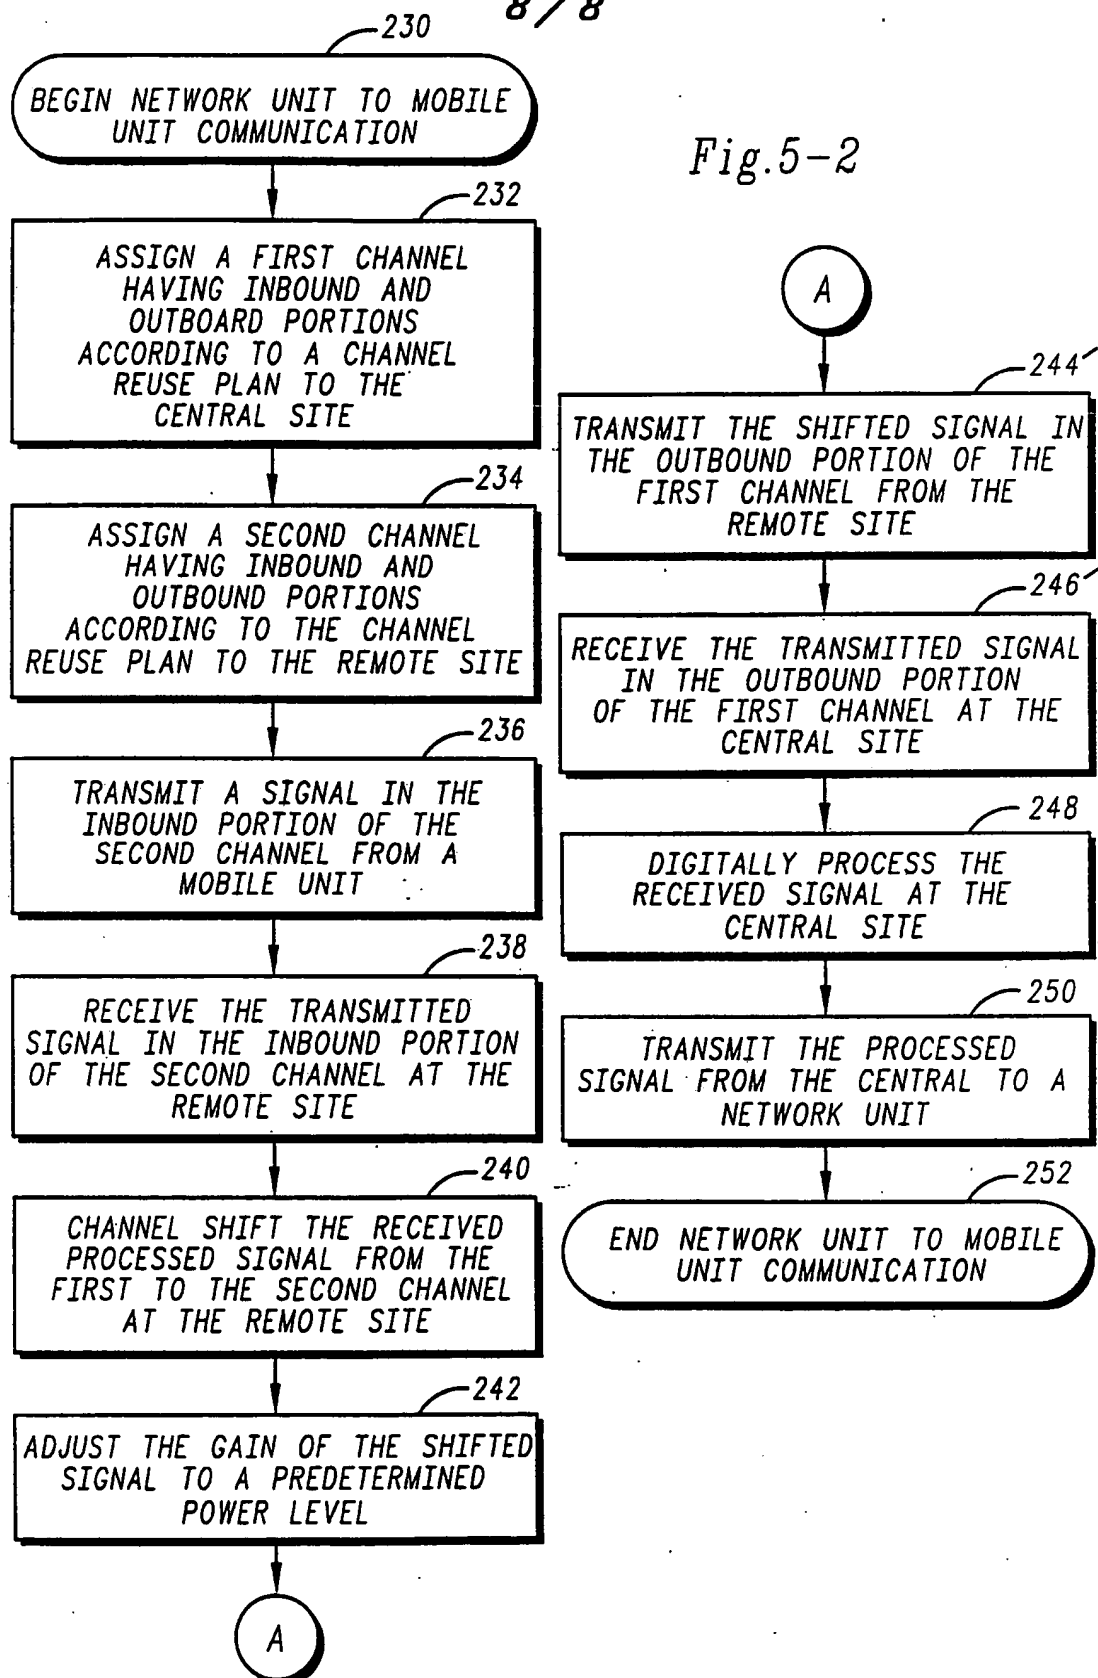 8/8
230
BEGIN NETWORK UNIT TO MOBILE
UNIT COMMUNICATION
232
ASSIGN A FIRST CHANNEL
HAVING INBOUND AND
OUTBOARD PORTIONS
ACCORDING TO A CHANNEL
REUSE PLAN TO THE
CENTRAL SITE
234
ASSIGN A SECOND CHANNEL
HAVING INBOUND AND
OUTBOUND PORTIONS
ACCORDING TO THE CHANNEL
REUSE PLAN TO THE REMOTE SITE
236
TRANSMIT A SIGNAL IN THE
INBOUND PORTION OF THE
SECOND CHANNEL FROM A
MOBILE UNIT
238
RECEIVE THE TRANSMITTED
SIGNAL IN THE INBOUND PORTION
OF THE SECOND CHANNEL AT THE
REMOTE SITE
240
CHANNEL SHIFT THE RECEIVED
PROCESSED SIGNAL FROM THE
FIRST TO THE SECOND CHANNEL
AT THE REMOTE SITE
242
ADJUST THE GAIN OF THE SHIFTED
SIGNAL TO A PREDETERMINED
POWER LEVEL
A
Fig.5-2
A
244
TRANSMIT THE SHIFTED SIGNAL IN
THE OUTBOUND PORTION OF THE
FIRST CHANNEL FROM THE
REMOTE SITE
246
RECEIVE THE TRANSMITTED SIGNAL
IN THE OUTBOUND PORTION
OF THE FIRST CHANNEL AT THE
CENTRAL SITE
248
DIGITALLY PROCESS THE
RECEIVED SIGNAL AT THE
CENTRAL SITE
250
TRANSMIT THE PROCESSED
SIGNAL FROM THE CENTRAL TO A
NETWORK UNIT
252
END NETWORK UNIT TO MOBILE
UNIT COMMUNICATION